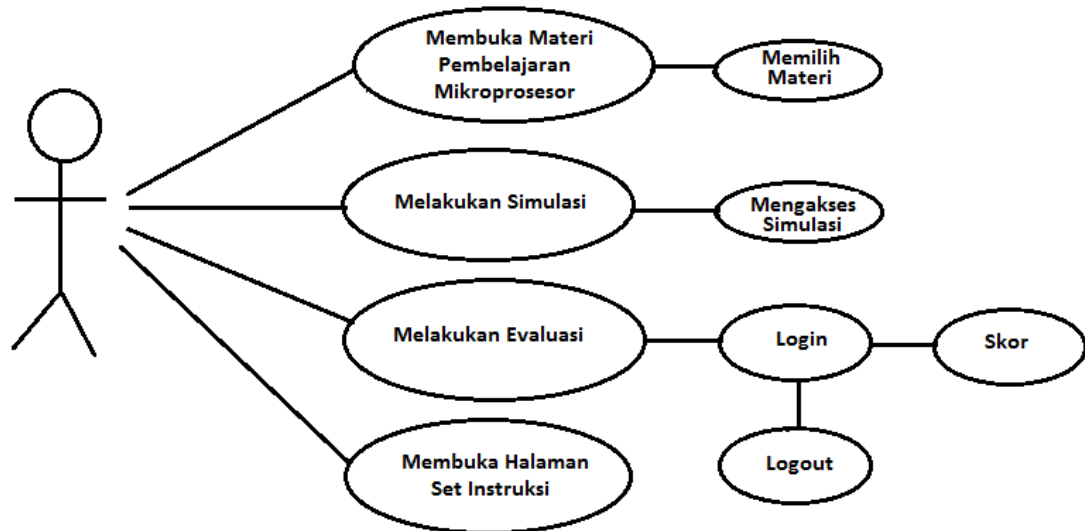 Membuka Materi
Pembelajaran
Mikroprosesor
Memilih
Materi
Melakukan Simulasi
Mengakses
Simulasi
Melakukan Evaluasi
Login
Skor
Membuka Halaman
Set Instruksi
Logout